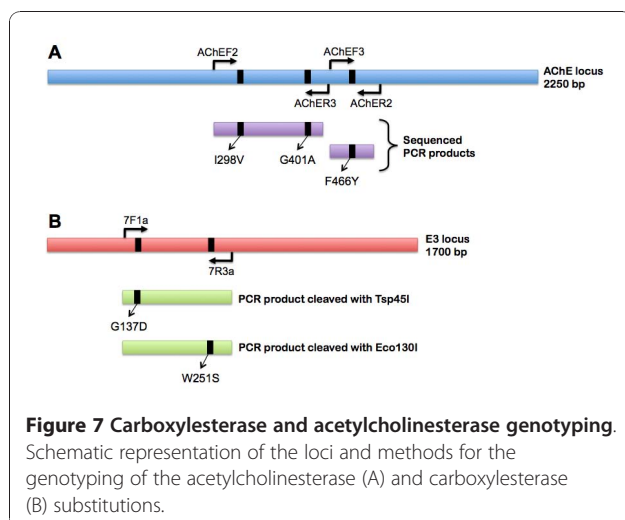 A
AChEF2
AChEF3
AChE locus
2250 bp
AChER3
AChER2
I298V
G401A
F466Y
Sequenced
PCR products
B
7F1a
E3 locus
1700 bp
7R3a
PCR product cleaved with Tsp45I
G137D
PCR product cleaved with Eco130I
W251S
Figure 7 Carboxylesterase and acetylcholinesterase genotyping.
Schematic representation of the loci and methods for the
genotyping of the acetylcholinesterase (A) and carboxylesterase
(B) substitutions.